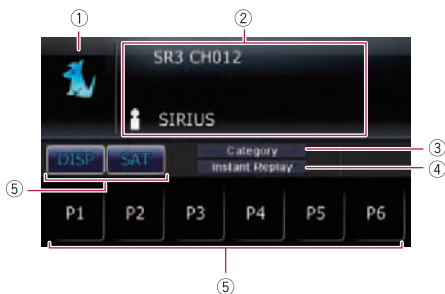 ① ②
SR3 CH012
SIRIUS
Category ③
DISP SAT Instant Replay ④
⑤
P1 P2 P3 P4 P5 P6
⑤